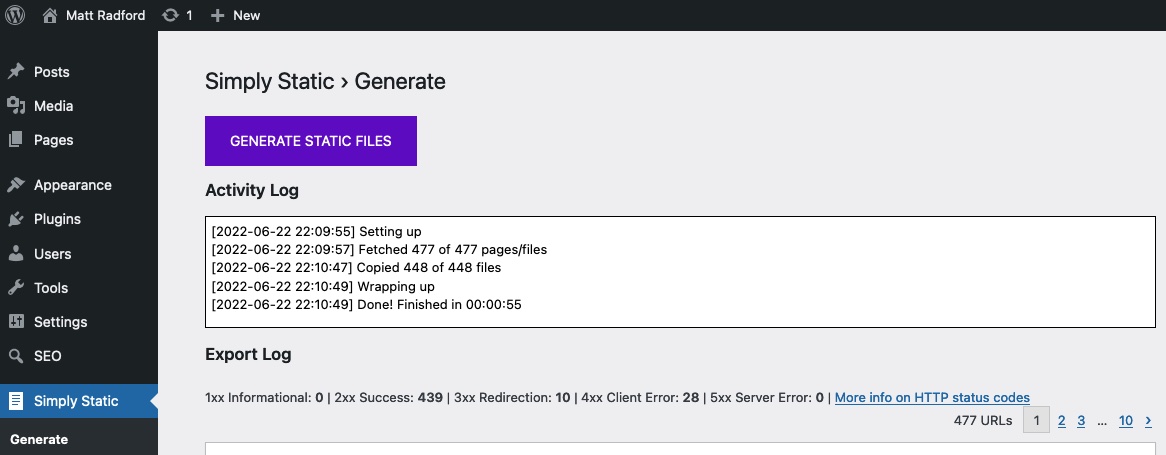 Matt Radford 1 New
Posts
Media
Pages
Appearance
Plugins
Users
Tools
Settings
SEO
Simply Static
Generate
Simply Static › Generate
GENERATE STATIC FILES
Activity Log
[2022-06-22 22:09:55] Setting up
[2022-06-22 22:09:57] Fetched 477 of 477 pages/files
[2022-06-22 22:10:47] Copied 448 of 448 files
[2022-06-22 22:10:49] Wrapping up
[2022-06-22 22:10:49] Done! Finished in 00:00:55
Export Log
1xx Informational: 0 | 2xx Success: 439 | 3xx Redirection: 10 | 4xx Client Error: 28 | 5xx Server Error: 0 | More info on HTTP status codes
477 URLs 1 2 3 ... 10 ›